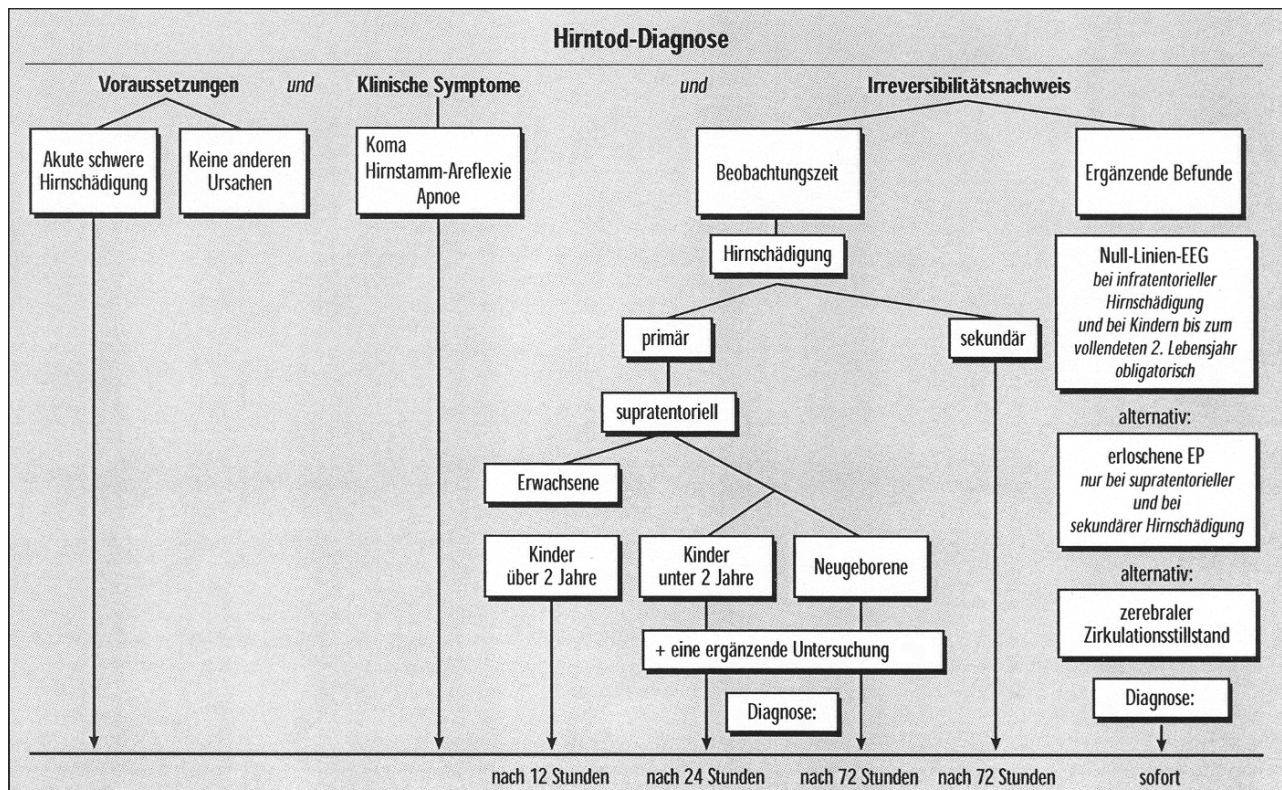 Hirntod-Diagnose
Voraussetzungen und Klinische Symptome und Irreversibilitätsnachweis
Akute schwere
Hirnschädigung
Keine anderen
Ursachen
Koma
Hirnstamm-Areflexie
Apnoe
Beobachtungszeit
Ergänzende Befunde
Hirnschädigung
primär
sekundär
supratentoriell
Erwachsene
Kinder
über 2 Jahre
Kinder
unter 2 Jahre
Neugeborene
+ eine ergänzende Untersuchung
Diagnose:
Null-Linien-EEG
bei infratentorieller
Hirnschädigung
und bei Kindern bis zum
vollendeten 2. Lebensjahr
obligatorisch
alternativ:
erloschene EP
nur bei supratentorieller
und bei
sekundärer Hirnschädigung
alternativ:
zerebraler
Zirkulationsstillstand
Diagnose:
nach 12 Stunden nach 24 Stunden nach 72 Stunden nach 72 Stunden sofort